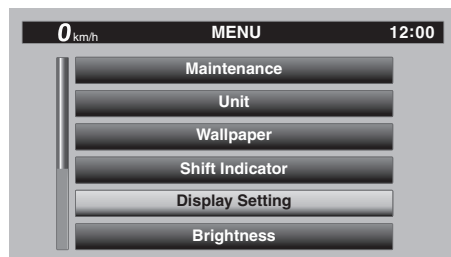 0 km/h MENU 12:00
Maintenance
Unit
Wallpaper
Shift Indicator
Display Setting
Brightness